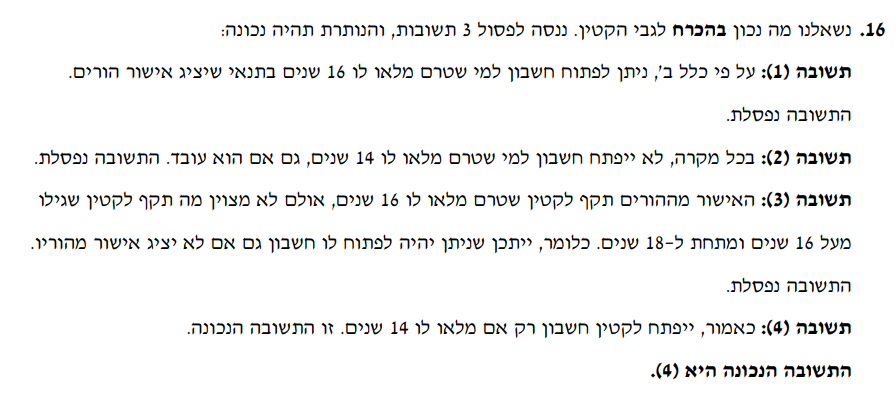 16. נשאלנו מה נכון בהכרח לגבי הקטין. ננסה לפסול 3 תשובות, והנותרת תהיה נכונה:
תשובה (1): על פי כלל ב', ניתן לפתוח חשבון למי שטרם מלאו לו 16 שנים בתנאי שיציג אישור הורים.
התשובה נפסלת.
תשובה (2): בכל מקרה, לא ייפתח חשבון למי שטרם מלאו לו 14 שנים, גם אם הוא עובד. התשובה נפסלת.
תשובה (3): האישור מההורים תקף לקטין שטרם מלאו לו 16 שנים, אולם לא מצוין מה תקף לקטין שגילו
מעל 16 שנים ומתחת ל-18 שנים. כלומר, ייתכן שניתן יהיה לפתוח לו חשבון גם אם לא יציג אישור מהוריו.
התשובה נפסלת.
תשובה (4): כאמור, ייפתח לקטין חשבון רק אם מלאו לו 14 שנים. זו התשובה הנכונה.
התשובה הנכונה היא (4).